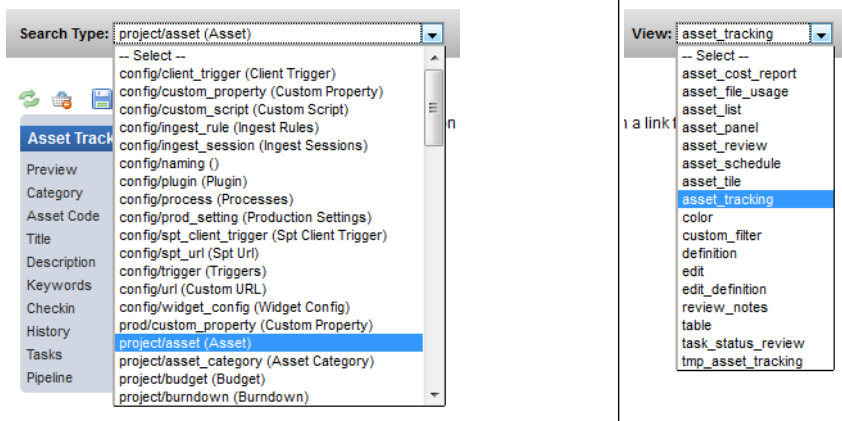 Search Type: project/asset (Asset)
-- Select --
config/client_trigger (Client Trigger)
config/custom_property (Custom Property)
config/custom_script (Custom Script)
config/ingest_rule (Ingest Rules)
config/ingest_session (Ingest Sessions)
config/naming ()
config/plugin (Plugin)
config/process (Processes)
config/prod_setting (Production Settings)
config/spt_client_trigger (Spt Client Trigger)
config/spt_url (Spt Url)
config/trigger (Triggers)
config/url (Custom URL)
config/widget_config (Widget Config)
prod/custom_property (Custom Property)
project/asset (Asset)
project/asset_category (Asset Category)
project/budget (Budget)
project/burndown (Burndown)
Asset Track
Preview
Category
Asset Code
Title
Description
Keywords
Checkin
History
Tasks
Pipeline
on
View: asset_tracking
-- Select --
asset_cost_report
asset_file_usage
asset_list
asset_panel
asset_review
asset_schedule
asset_tile
asset_tracking
color
custom_filter
definition
edit
edit_definition
review_notes
table
task_status_review
tmp_asset_tracking
a link